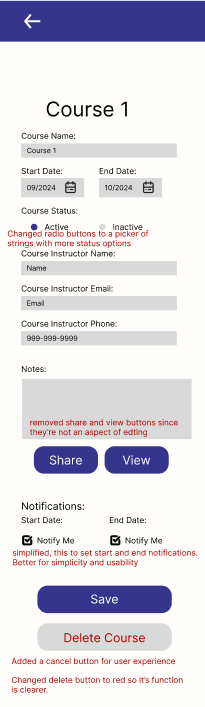 Course 1
Course Name:
Course 1
Start Date: End Date:
09/2024 10/2024
Course Status:
Active Inactive
Changed radio buttons to a picker of
strings with more status options
Course Instructor Name:
Name
Course Instructor Email:
Email
Course Instructor Phone:
999-999-9999
Notes:
removed share and view buttons since
they're not an aspect of edting
Share View
Notifications:
Start Date: End Date:
Notify Me Notify Me
simplified, this to set start and end notifications.
Better for simplicity and usability
Save
Delete Course
Added a cancel button for user experience
Changed delete button to red so it's function
is clearer.